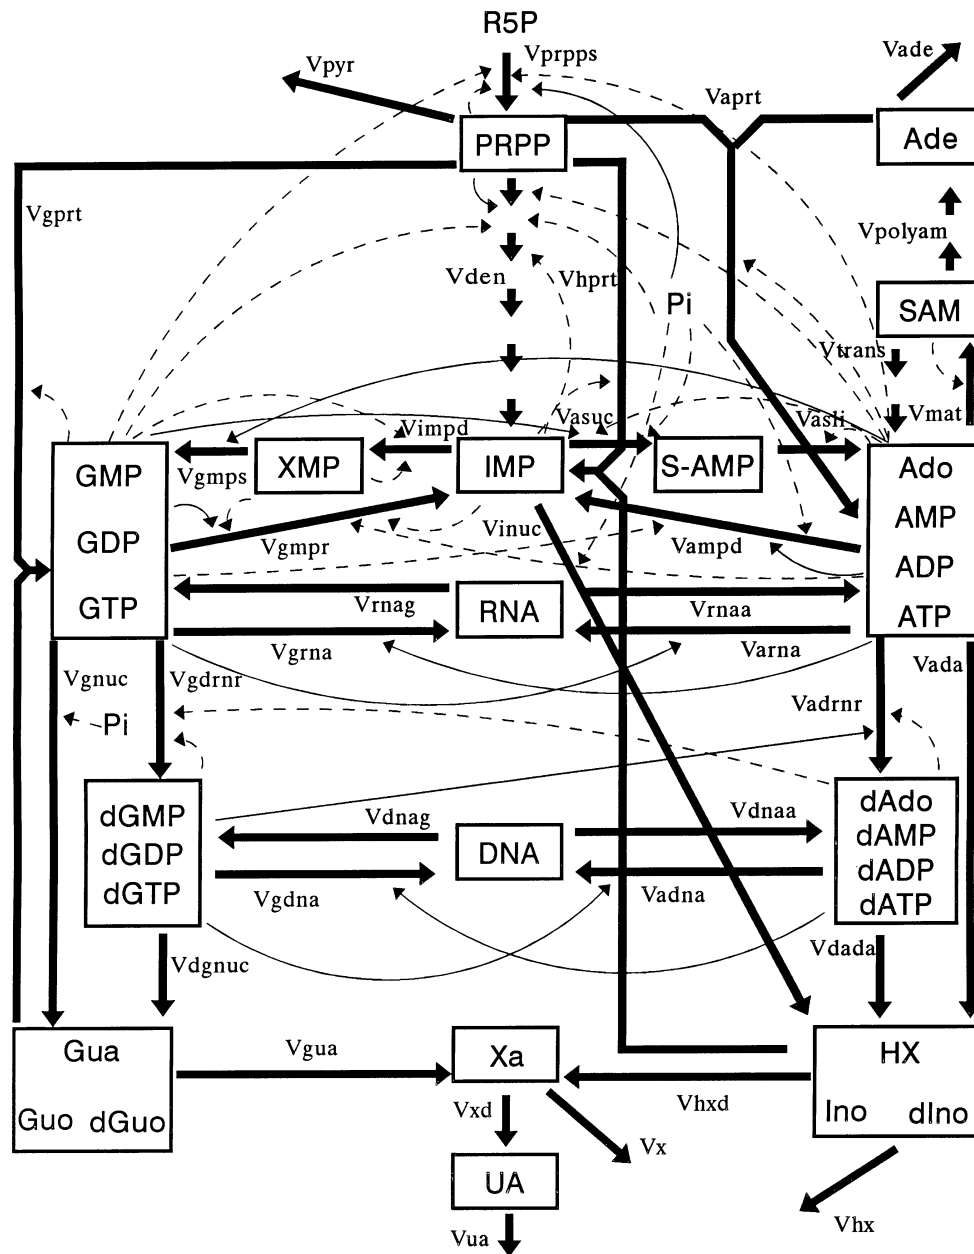 R5P
Vprpps
Vade
Vpyr
Vaprt
PRPP
Ade
Vgprt
Vpolyam
Vden
Vhprt
Pi
SAM
Vtrans
Vimpd
Vasuc
Vasli
Vmat
GMP
Vgmps
XMP
IMP
S-AMP
Ado
AMP
GDP
Vgmpr
Vinuc
Vampd
ADP
GTP
Vrnag
RNA
Vrnaa
ATP
Vgrna
Varna
Vgnuc
Vgdrnr
Vada
Vadrnr
Pi
dGMP
Vdnag
Vdnaa
dAdo
dAMP
dGDP
DNA
dADP
dGTP
Vgdna
Vadna
dATP
Vdgnuc
Vdada
Gua
Vgua
Xa
HX
Guo dGuo
Vxd
Vhxd
Ino dIno
Vx
UA
Vua
Vhx